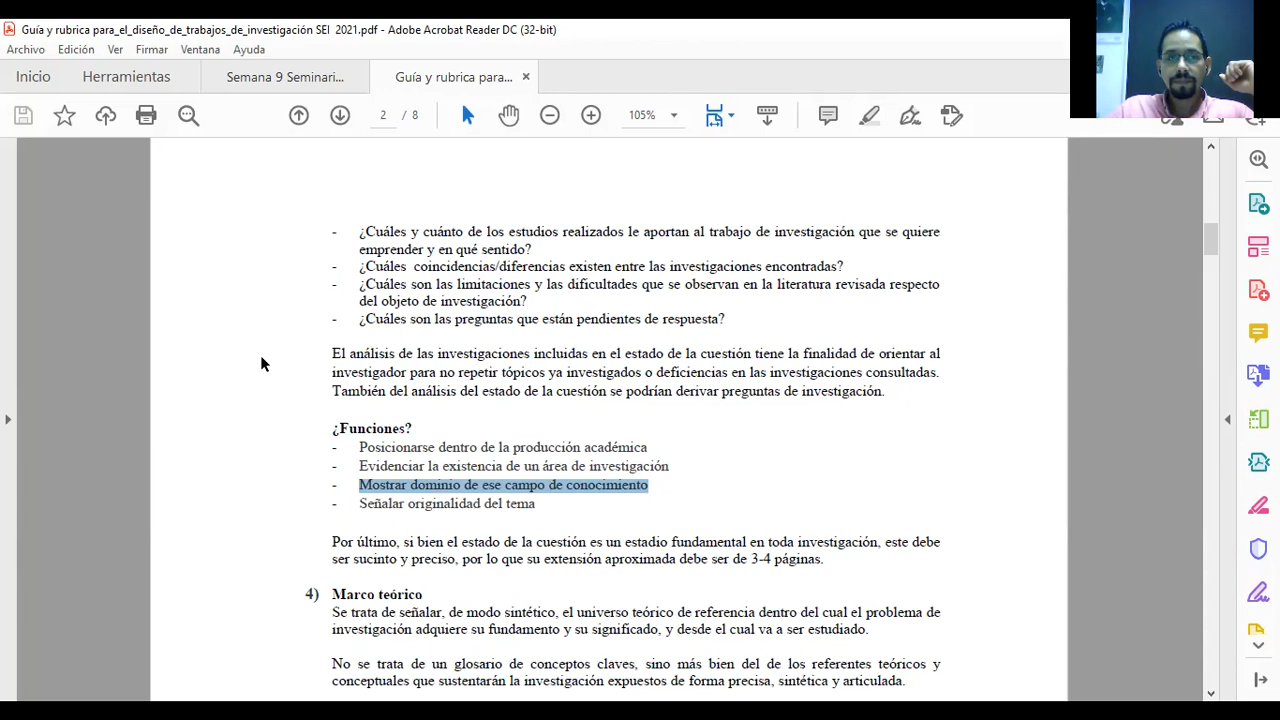 Guía y rubrica para_el_diseño_de_trabajos_de_investigación SEI 2021.pdf - Adobe Acrobat Reader DC (32-bit)
Archivo Edición Ver Firmar Ventana Ayuda
Inicio Herramientas Semana 9 Seminari... Guía y rubrica para... ×
2 / 8 105%
- ¿Cuáles y cuánto de los estudios realizados le aportan al trabajo de investigación que se quiere
emprender y en qué sentido?
- ¿Cuáles coincidencias/diferencias existen entre las investigaciones encontradas?
- ¿Cuáles son las limitaciones y las dificultades que se observan en la literatura revisada respecto
del objeto de investigación?
- ¿Cuáles son las preguntas que están pendientes de respuesta?
El análisis de las investigaciones incluidas en el estado de la cuestión tiene la finalidad de orientar al
investigador para no repetir tópicos ya investigados o deficiencias en las investigaciones consultadas.
También del análisis del estado de la cuestión se podrían derivar preguntas de investigación.
¿Funciones?
- Posicionarse dentro de la producción académica
- Evidenciar la existencia de un área de investigación
- Mostrar dominio de ese campo de conocimiento
- Señalar originalidad del tema
Por último, si bien el estado de la cuestión es un estadio fundamental en toda investigación, este debe
ser sucinto y preciso, por lo que su extensión aproximada debe ser de 3-4 páginas.
4) Marco teórico
Se trata de señalar, de modo sintético, el universo teórico de referencia dentro del cual el problema de
investigación adquiere su fundamento y su significado, y desde el cual va a ser estudiado.
No se trata de un glosario de conceptos claves, sino más bien del de los referentes teóricos y
conceptuales que sustentarán la investigación expuestos de forma precisa, sintética y articulada.